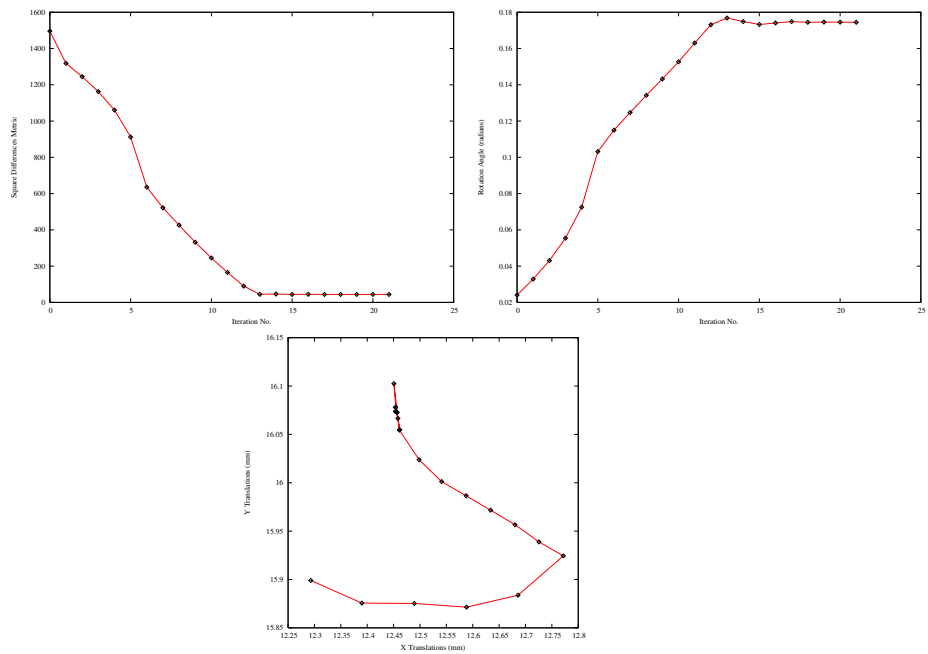 1600
1400
1200
1000
800
600
400
200
0
Square Differences Metric
0 5 10 15 20 25
Iteration No.
0.18
0.16
0.14
0.12
0.1
0.08
0.06
0.04
0.02
Rotation Angle (radians)
0 5 10 15 20 25
Iteration No.
16.15
16.1
16.05
16
15.95
15.9
15.85
Y Translations (mm)
12.25 12.3 12.35 12.4 12.45 12.5 12.55 12.6 12.65 12.7 12.75 12.8
X Translations (mm)